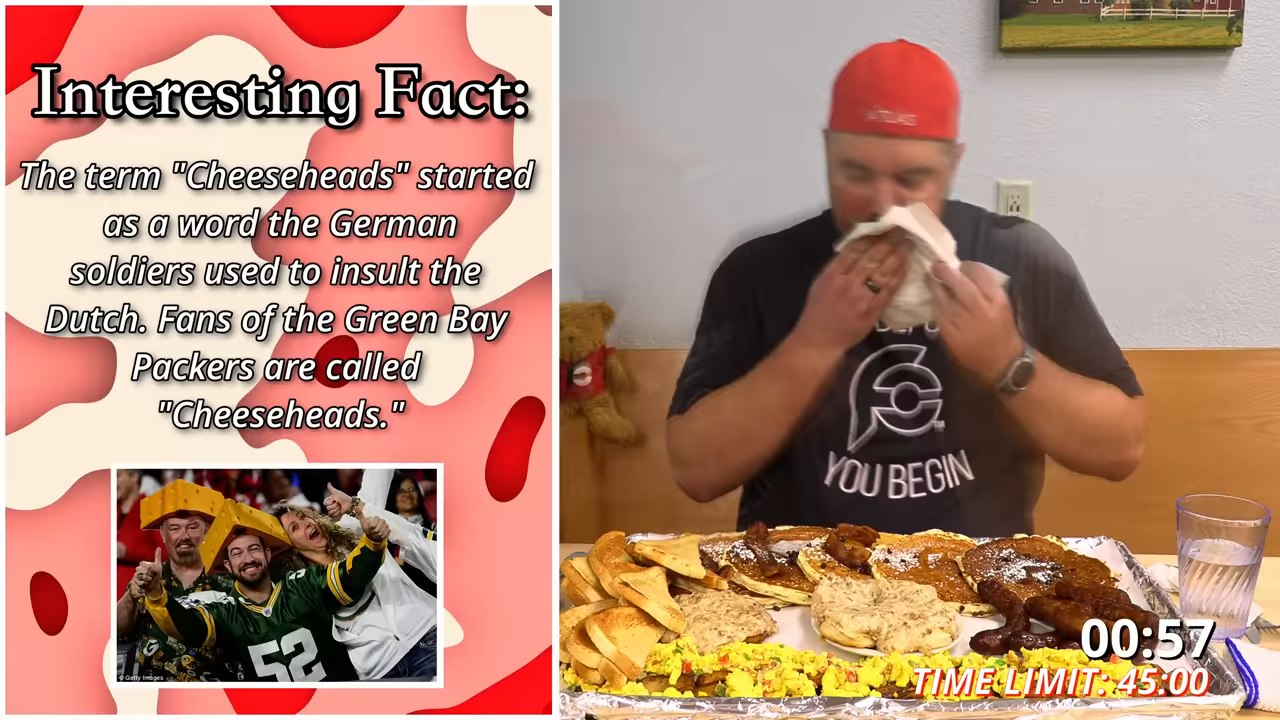 Interesting Fact:
The term "Cheeseheads" started
as a word the German
soldiers used to insult the
Dutch. Fans of the Green Bay
Packers are called
"Cheeseheads."
52
© Getty Images
YOU BEGIN
00:57
TIME LIMIT: 45:00